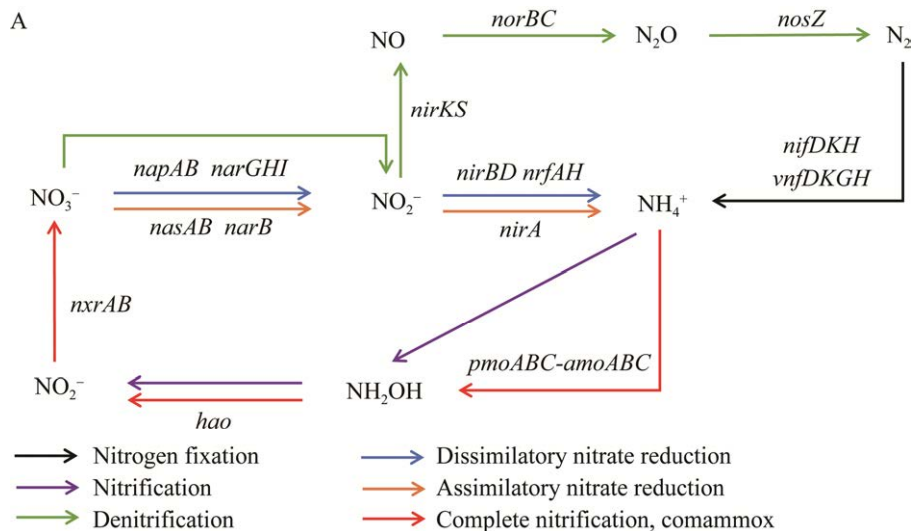 A
NO norBC N₂O nosZ N₂
nirKS
nifDKH
vnfDKGH
napAB narGHI
nirBD nrfAH
NO₃⁻ NO₂⁻ NH₄⁺
nasAB narB
nirA
nxrAB
pmoABC-amoABC
NO₂⁻ NH₂OH
hao
Nitrogen fixation
Dissimilatory nitrate reduction
Nitrification
Assimilatory nitrate reduction
Denitrification
Complete nitrification, comammox